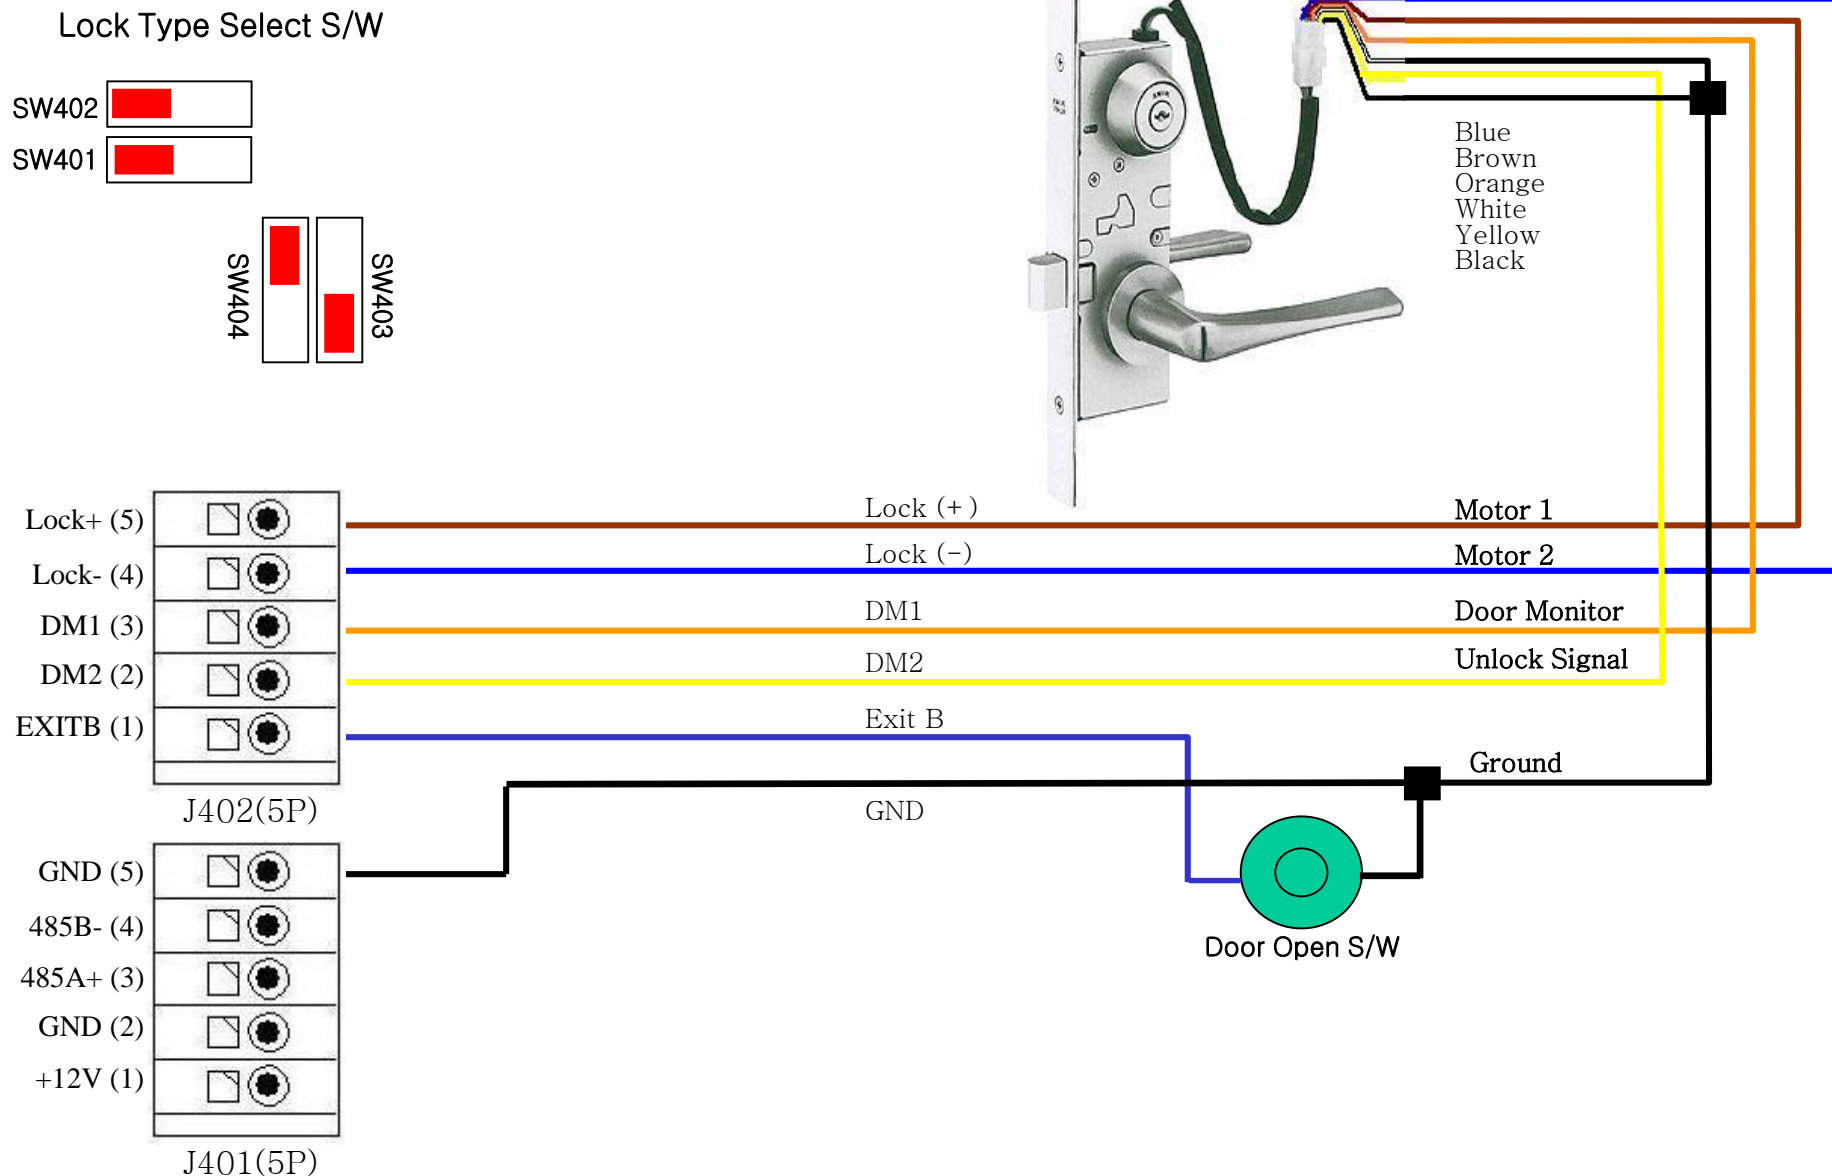 Lock Type Select S/W
SW402
SW401
SW404
SW403
Blue
Brown
Orange
White
Yellow
Black
Lock+ (5)
Lock- (4)
DM1 (3)
DM2 (2)
EXITB (1)
J402(5P)
Lock (+)
Lock (-)
DM1
DM2
Exit B
GND
Motor 1
Motor 2
Door Monitor
Unlock Signal
Ground
Door Open S/W
GND (5)
485B- (4)
485A+ (3)
GND (2)
+12V (1)
J401(5P)